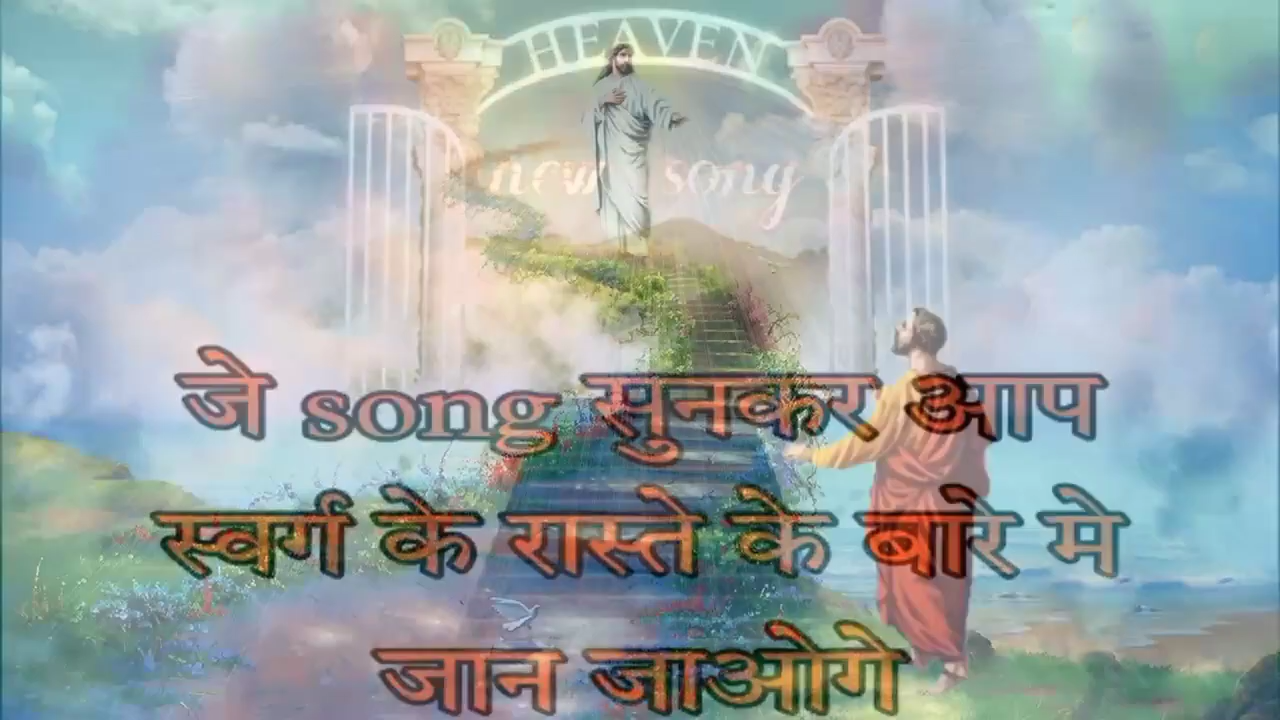 HEAVEN
new song
जे song सुनकर आप
स्वर्ग के रास्ते के बारे मे
जान जाओगे